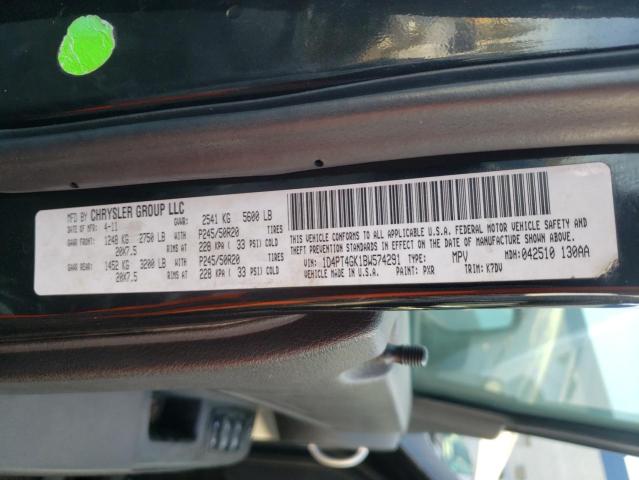 MFD BY CHRYSLER GROUP LLC
DATE OF MFR: 4-11 GVWR: 2541 KG 5600 LB
GAWR FRONT: 1248 KG 2750 LB WITH P245/50R20 TIRES
20X7.5 RIMS AT 228 KPA ( 33 PSI) COLD
GAWR REAR: 1452 KG 3200 LB WITH P245/50R20 TIRES
20X7.5 RIMS AT 228 KPA ( 33 PSI) COLD
THIS VEHICLE CONFORMS TO ALL APPLICABLE U.S.A. FEDERAL MOTOR VEHICLE SAFETY AND
THEFT PREVENTION STANDARDS IN EFFECT ON THE DATE OF MANUFACTURE SHOWN ABOVE.
VIN: 1D4PT4GK1BW574291 TYPE: MPV MDH: 042510 130AA
VEHICLE MADE IN U.S.A. PAINT: PXR TRIM: K7DV